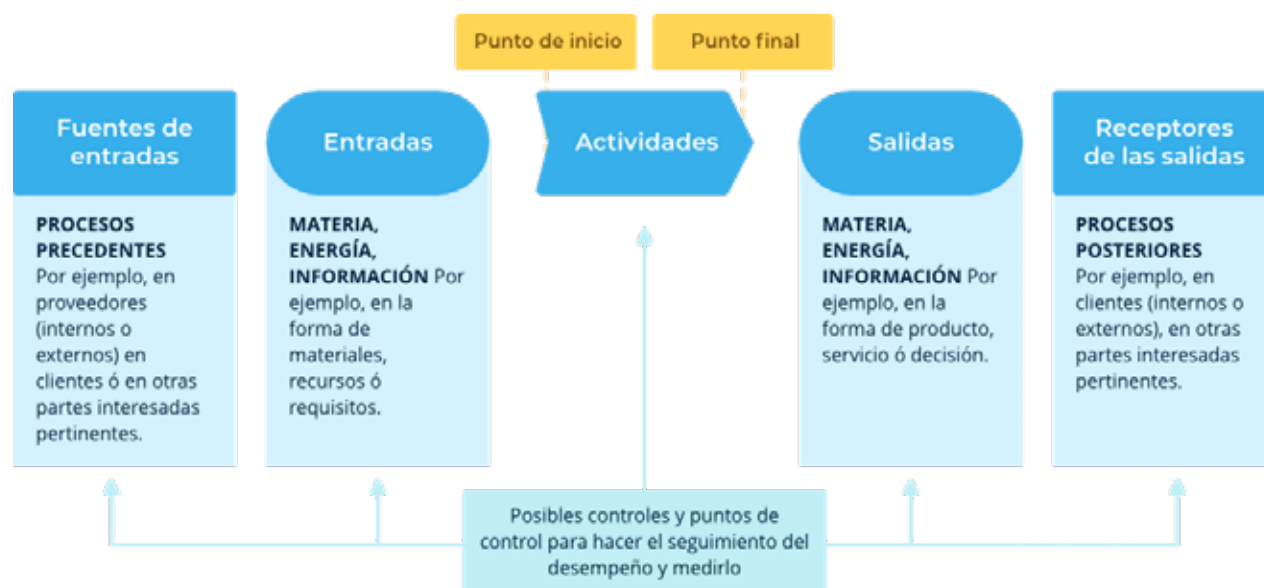 Punto de inicio
Punto final
Fuentes de
entradas
PROCESOS
PRECEDENTES
Por ejemplo, en
proveedores
(internos o
externos) en
clientes ó en otras
partes interesadas
pertinentes.
Entradas
MATERIA,
ENERGÍA,
INFORMACIÓN Por
ejemplo, en la
forma de
materiales,
recursos ó
requisitos.
Actividades
Salidas
MATERIA,
ENERGÍA,
INFORMACIÓN Por
ejemplo, en la
forma de producto,
servicio ó decisión.
Receptores
de las salidas
PROCESOS
POSTERIORES
Por ejemplo, en
clientes (internos o
externos), en otras
partes interesadas
pertinentes.
Posibles controles y puntos de
control para hacer el seguimiento del
desempeño y medirlo